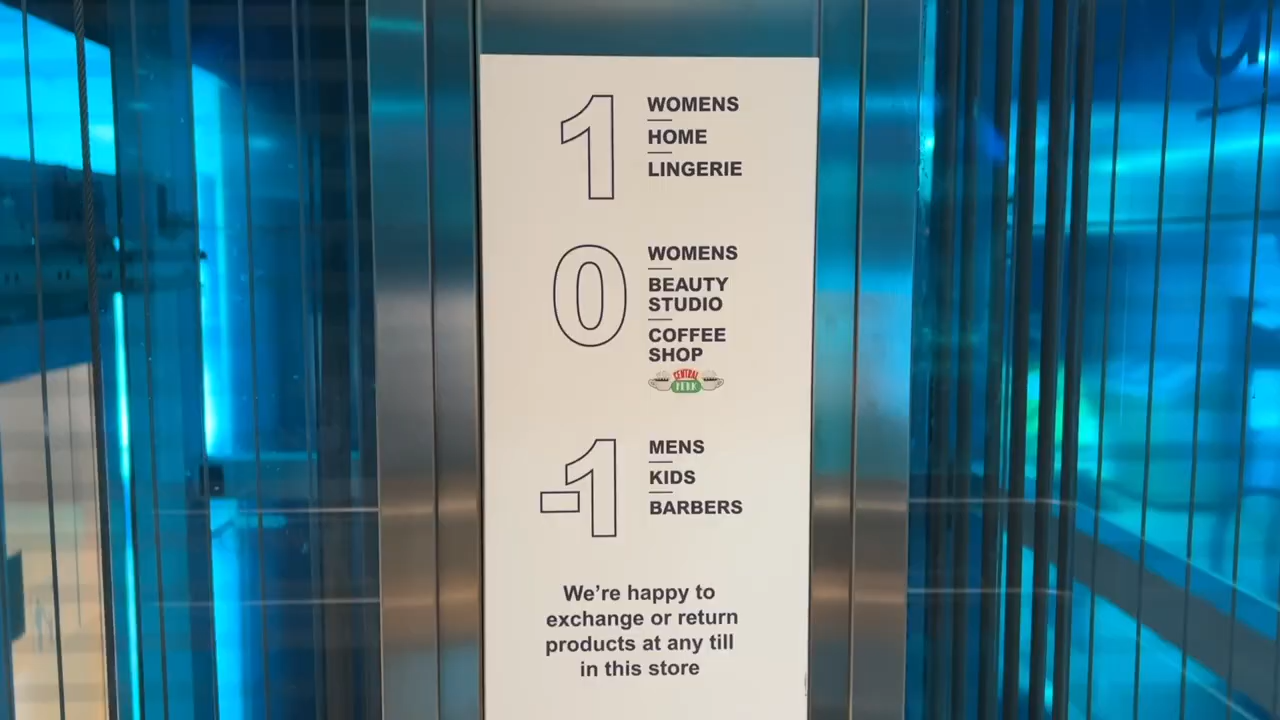 1
WOMENS
HOME
LINGERIE
0
WOMENS
BEAUTY
STUDIO
COFFEE
SHOP
CENTRAL
PERK
-1
MENS
KIDS
BARBERS
We're happy to
exchange or return
products at any till
in this store